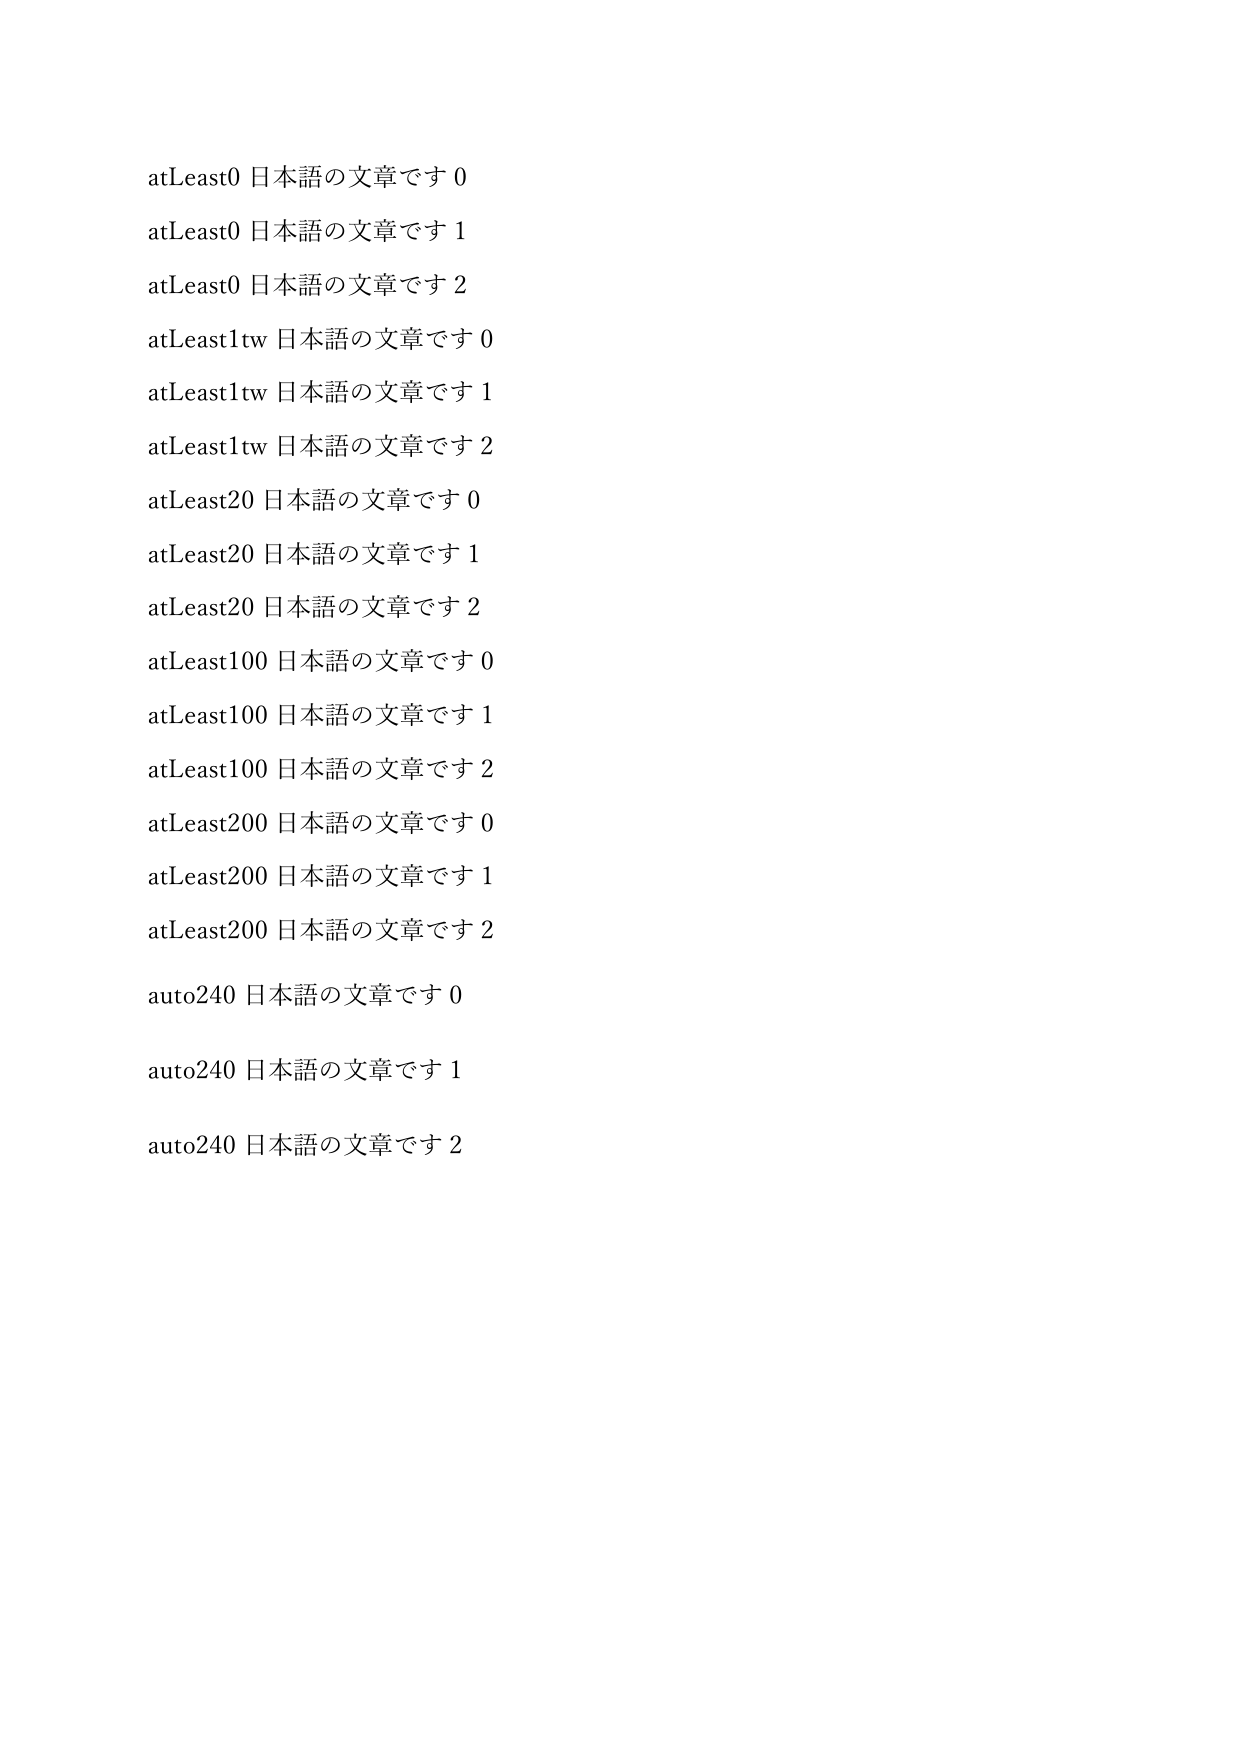 atLeast0 日本語の文章です 0
atLeast0 日本語の文章です 1
atLeast0 日本語の文章です 2
atLeast1tw 日本語の文章です 0
atLeast1tw 日本語の文章です 1
atLeast1tw 日本語の文章です 2
atLeast20 日本語の文章です 0
atLeast20 日本語の文章です 1
atLeast20 日本語の文章です 2
atLeast100 日本語の文章です 0
atLeast100 日本語の文章です 1
atLeast100 日本語の文章です 2
atLeast200 日本語の文章です 0
atLeast200 日本語の文章です 1
atLeast200 日本語の文章です 2
auto240 日本語の文章です 0
auto240 日本語の文章です 1
auto240 日本語の文章です 2